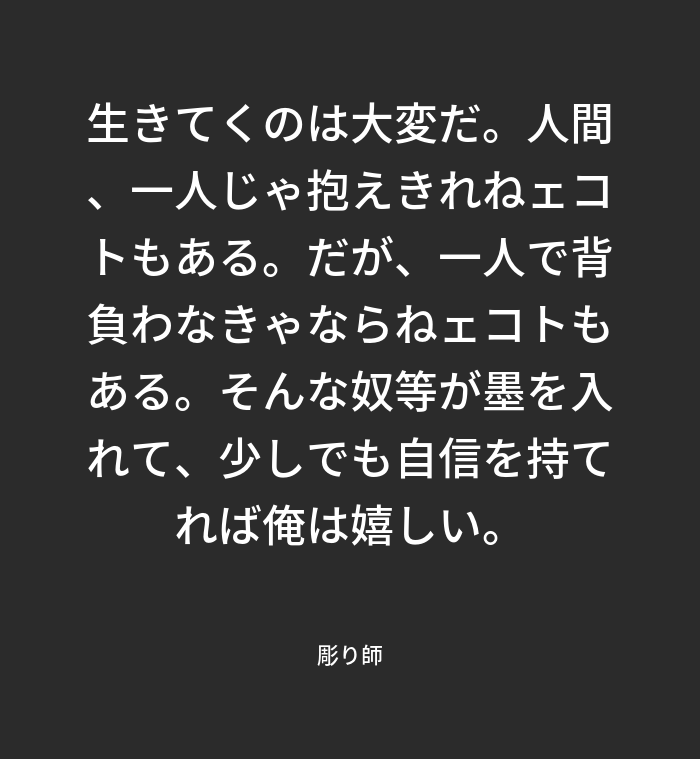 生きてくのは大変だ。人間
、一人じゃ抱えきれねェコ
トもある。だが、一人で背
負わなきゃならねェコトも
ある。そんな奴等が墨を入
れて、少しでも自信を持て
れば俺は嬉しい。
彫り師